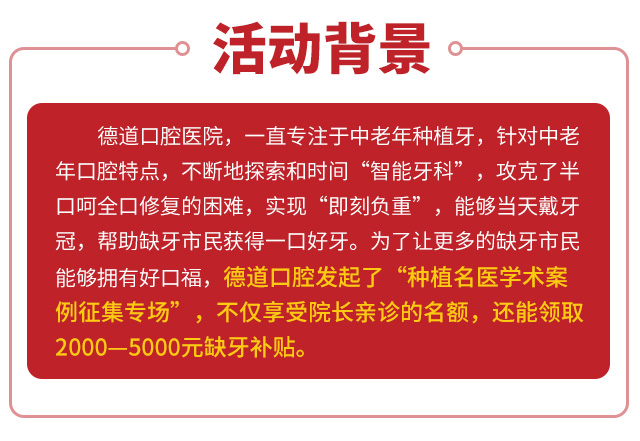 活动背景
德道口腔医院，一直专注于中老年种植牙，针对中老
年口腔特点，不断地探索和时间“智能牙科”，攻克了半
口呵全口修复的困难，实现“即刻负重”，能够当天戴牙
冠，帮助缺牙市民获得一口好牙。为了让更多的缺牙市民
能够拥有好口福，德道口腔发起了“种植名医学术案
例征集专场”，不仅享受院长亲诊的名额，还能领取
2000—5000元缺牙补贴。